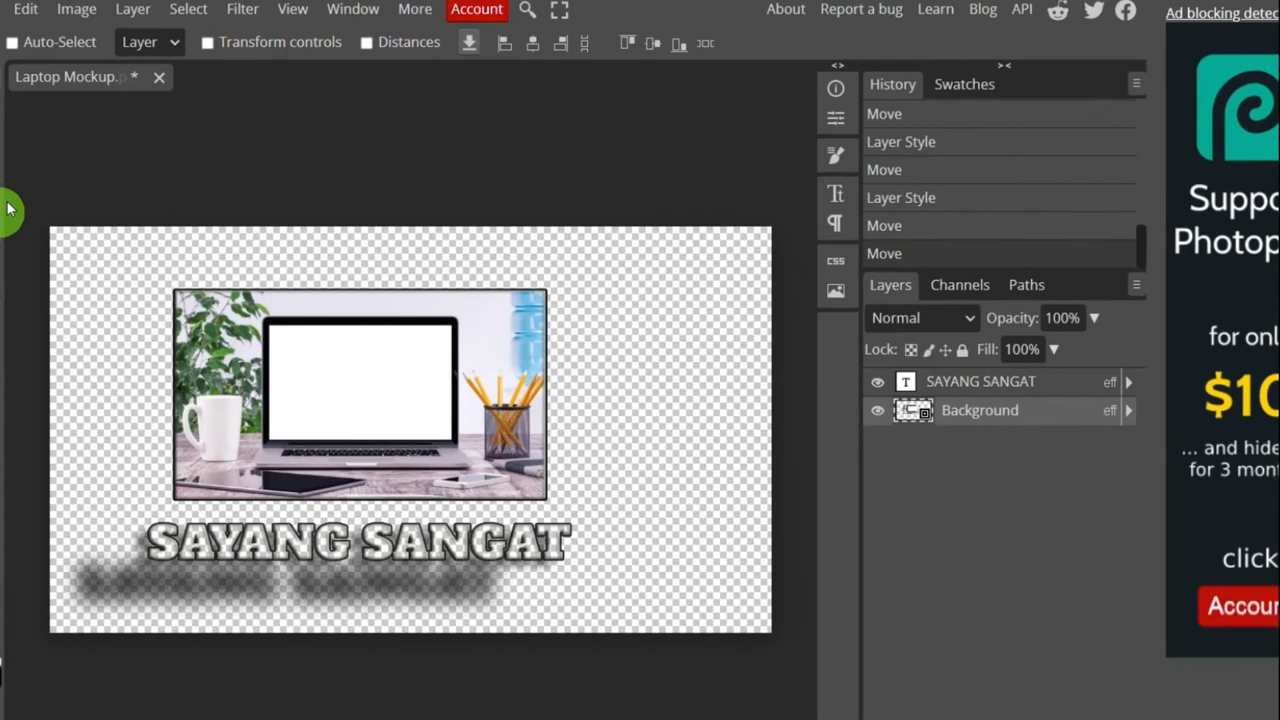 Edit Image Layer Select Filter View Window More Account About Report a bug Learn Blog API
Ad blocking detec
Auto-Select Layer Transform controls Distances
Laptop Mockup.p *
History Swatches
Move
Layer Style
Move
Layer Style
Move
Move
Layers Channels Paths
Normal Opacity: 100%
Lock: Fill: 100%
T SAYANG SANGAT eff
Background eff
CSS
SAYANG SANGAT
Suppo
Photop
for onl
$10
... and hide
for 3 mont
click
Accoun